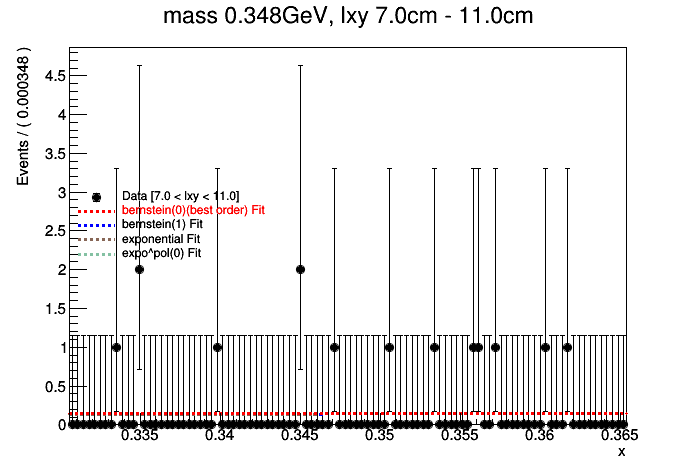 mass 0.348GeV, lxy 7.0cm - 11.0cm
Events / ( 0.000348 )
4.5
4
3.5
3
2.5
2
1.5
1
0.5
0
Data [7.0 < lxy < 11.0]
bernstein(0)(best order) Fit
bernstein(1) Fit
exponential Fit
expo^pol(0) Fit
0.335 0.34 0.345 0.35 0.355 0.36 0.365
x